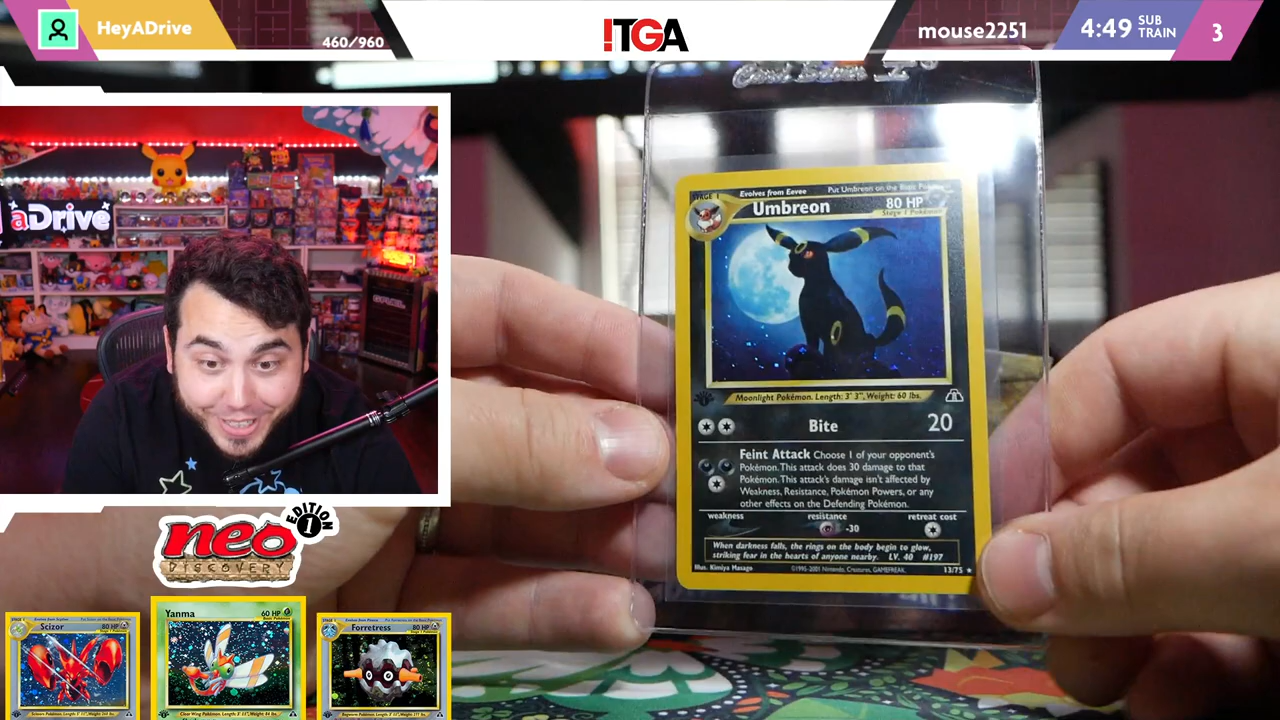 HeyADrive
460/960
!TGA
mouse2251
4:49 SUB TRAIN
3
aDrive
Card Saver I
STAGE 1
Evolves from Eevee
Put Umbreon on the Basic
Umbreon
80 HP
Stage 1 Pokémon
Moonlight Pokémon. Length: 3' 3", Weight: 60 lbs.
Bite 20
Feint Attack Choose 1 of your opponent's
Pokémon. This attack does 30 damage to that
Pokémon. This attack's damage isn't affected by
Weakness, Resistance, Pokémon Powers, or any
other effects on the Defending Pokémon.
weakness resistance retreat cost
-30
When darkness falls, the rings on the body begin to glow,
striking fear in the hearts of anyone nearby. LV. 40 #197
Illus. Kimiya Masago
©1995-2001 Nintendo, Creatures, GAMEFREAK.
13/75
neo
DISCOVERY
EDITION
1
Scizor
80 HP
Yanma
60 HP
Basic Pokémon
Forretress
80 HP